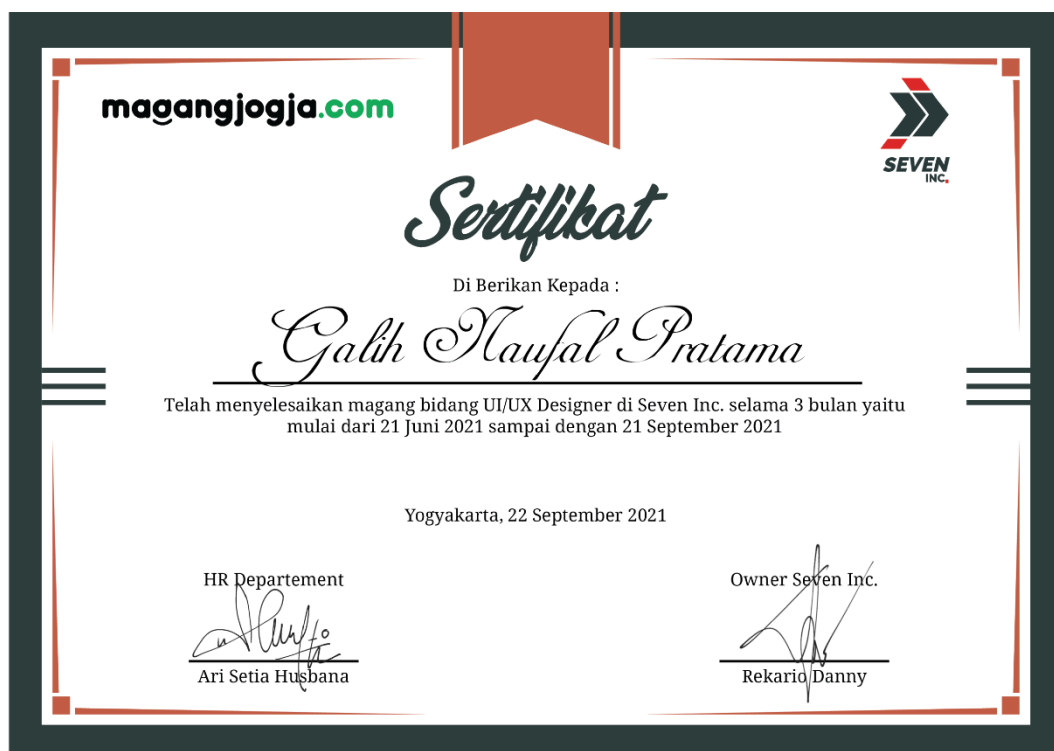 magangjogja.com
SEVEN
INC.
Sertifikat
Di Berikan Kepada :
Galih Naufal Pratama
Telah menyelesaikan magang bidang UI/UX Designer di Seven Inc. selama 3 bulan yaitu
mulai dari 21 Juni 2021 sampai dengan 21 September 2021
Yogyakarta, 22 September 2021
HR Departement
Ari Setia Husbana
Owner Seven Inc.
Rekario Danny